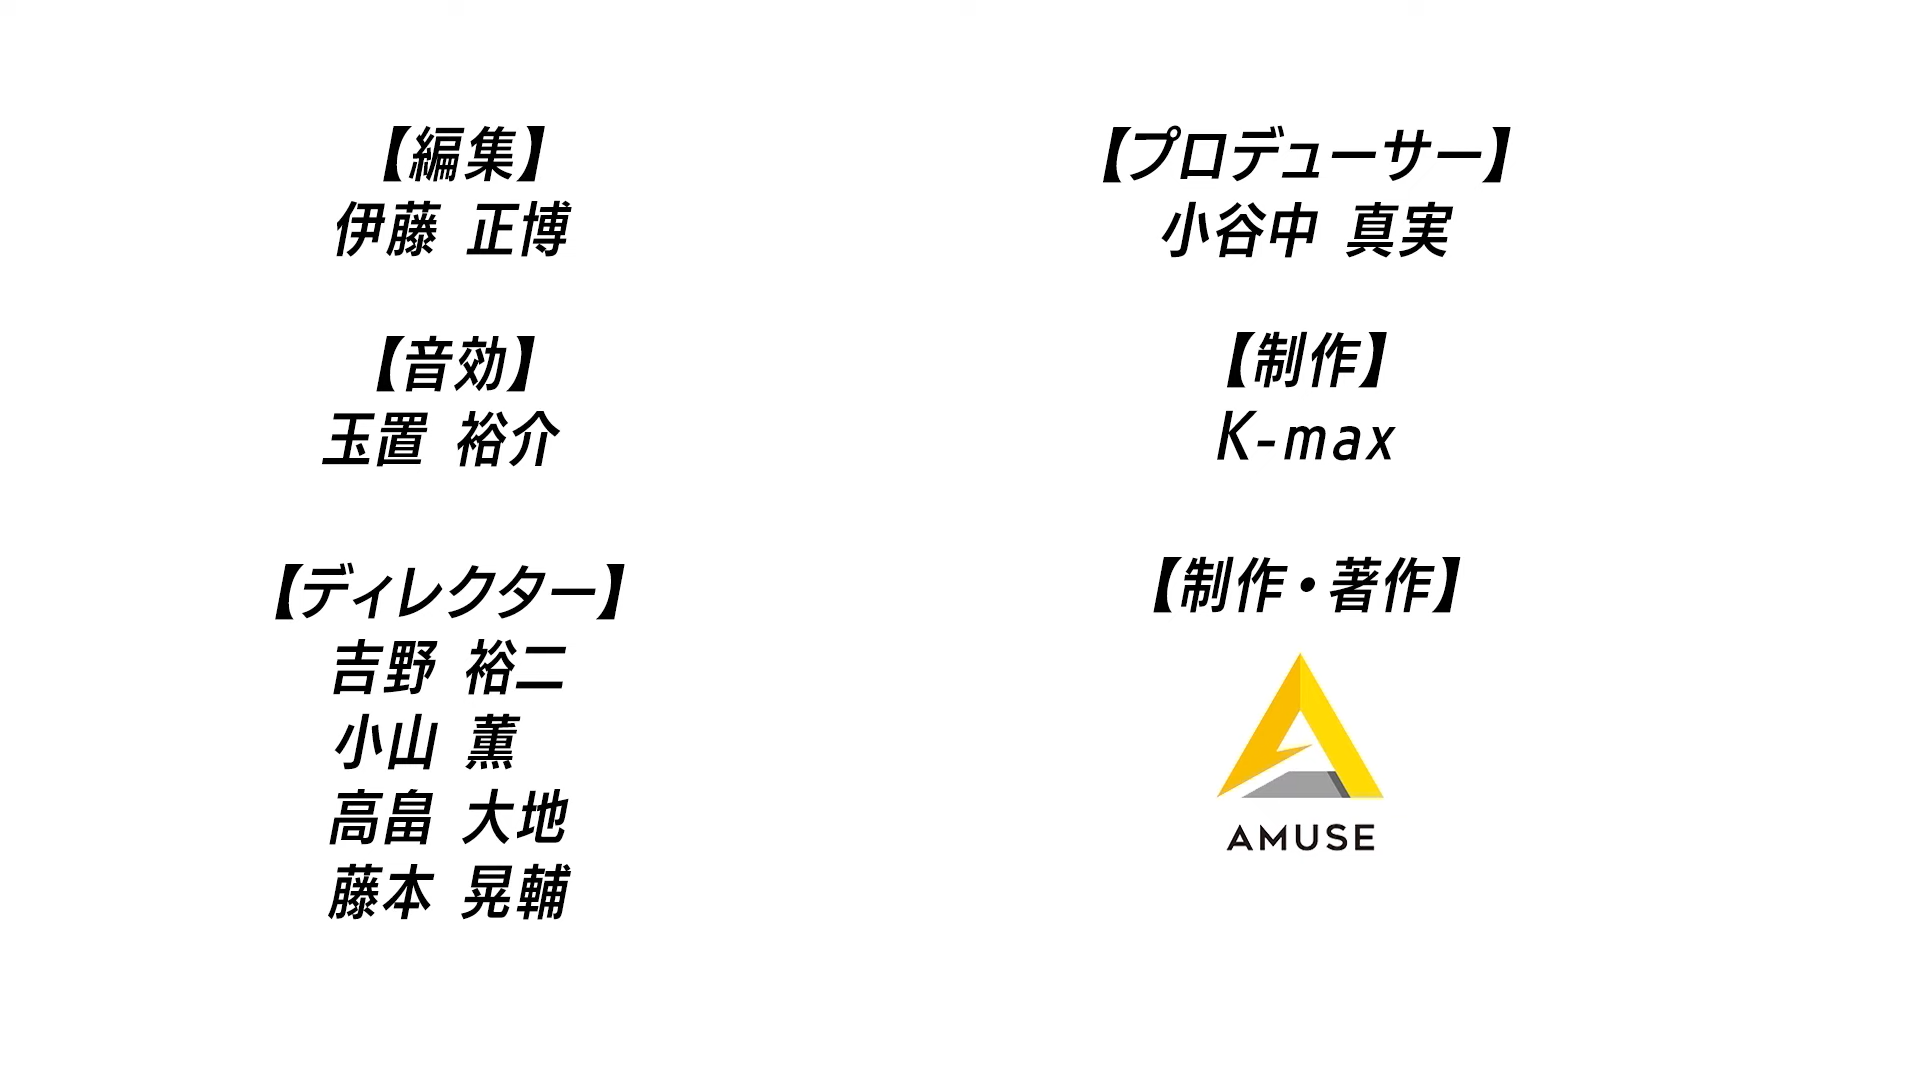 【編集】
伊藤 正博
【音効】
玉置 裕介
【ディレクター】
吉野 裕二
小山 薫
高畠 大地
藤本 晃輔
【プロデューサー】
小谷中 真実
【制作】
K-max
【制作・著作】
AMUSE